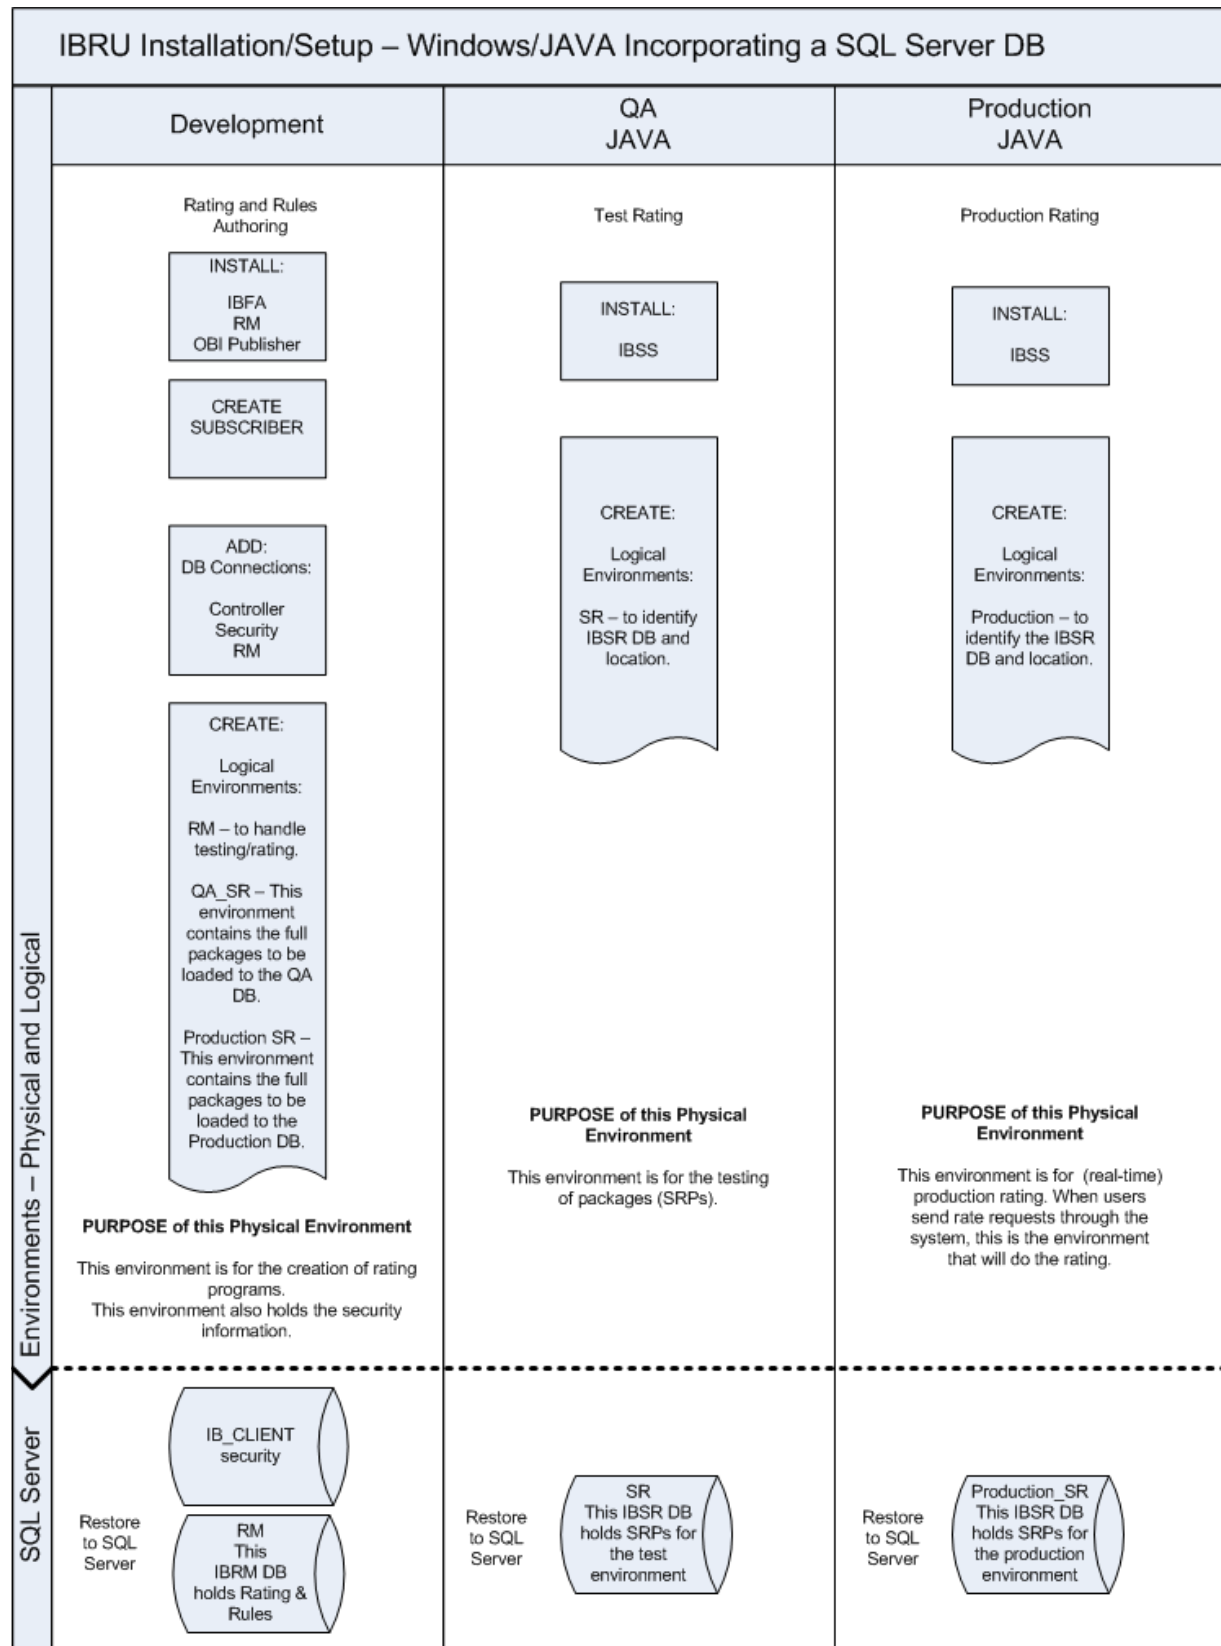 IBRU Installation/Setup – Windows/JAVA Incorporating a SQL Server DB
Environments – Physical and Logical
Development
Rating and Rules
Authoring
INSTALL:
IBFA
RM
OBI Publisher
CREATE
SUBSCRIBER
ADD:
DB Connections:
Controller
Security
RM
CREATE:
Logical
Environments:
RM – to handle
testing/rating.
QA_SR – This
environment
contains the full
packages to be
loaded to the QA
DB.
Production SR –
This environment
contains the full
packages to be
loaded to the
Production DB.
PURPOSE of this Physical Environment
This environment is for the creation of rating
programs.
This environment also holds the security
information.
QA
JAVA
Test Rating
INSTALL:
IBSS
CREATE:
Logical
Environments:
SR – to identify
IBSR DB and
location.
PURPOSE of this Physical
Environment
This environment is for the testing
of packages (SRPs).
Production
JAVA
Production Rating
INSTALL:
IBSS
CREATE:
Logical
Environments:
Production – to
identify the IBSR
DB and location.
PURPOSE of this Physical
Environment
This environment is for (real-time)
production rating. When users
send rate requests through the
system, this is the environment
that will do the rating.
SQL Server
Restore
to SQL
Server
IB_CLIENT
security
RM
This
IBRM DB
holds Rating &
Rules
Restore
to SQL
Server
SR
This IBSR DB
holds SRPs for
the test
environment
Restore
to SQL
Server
Production_SR
This IBSR DB
holds SRPs for
the production
environment